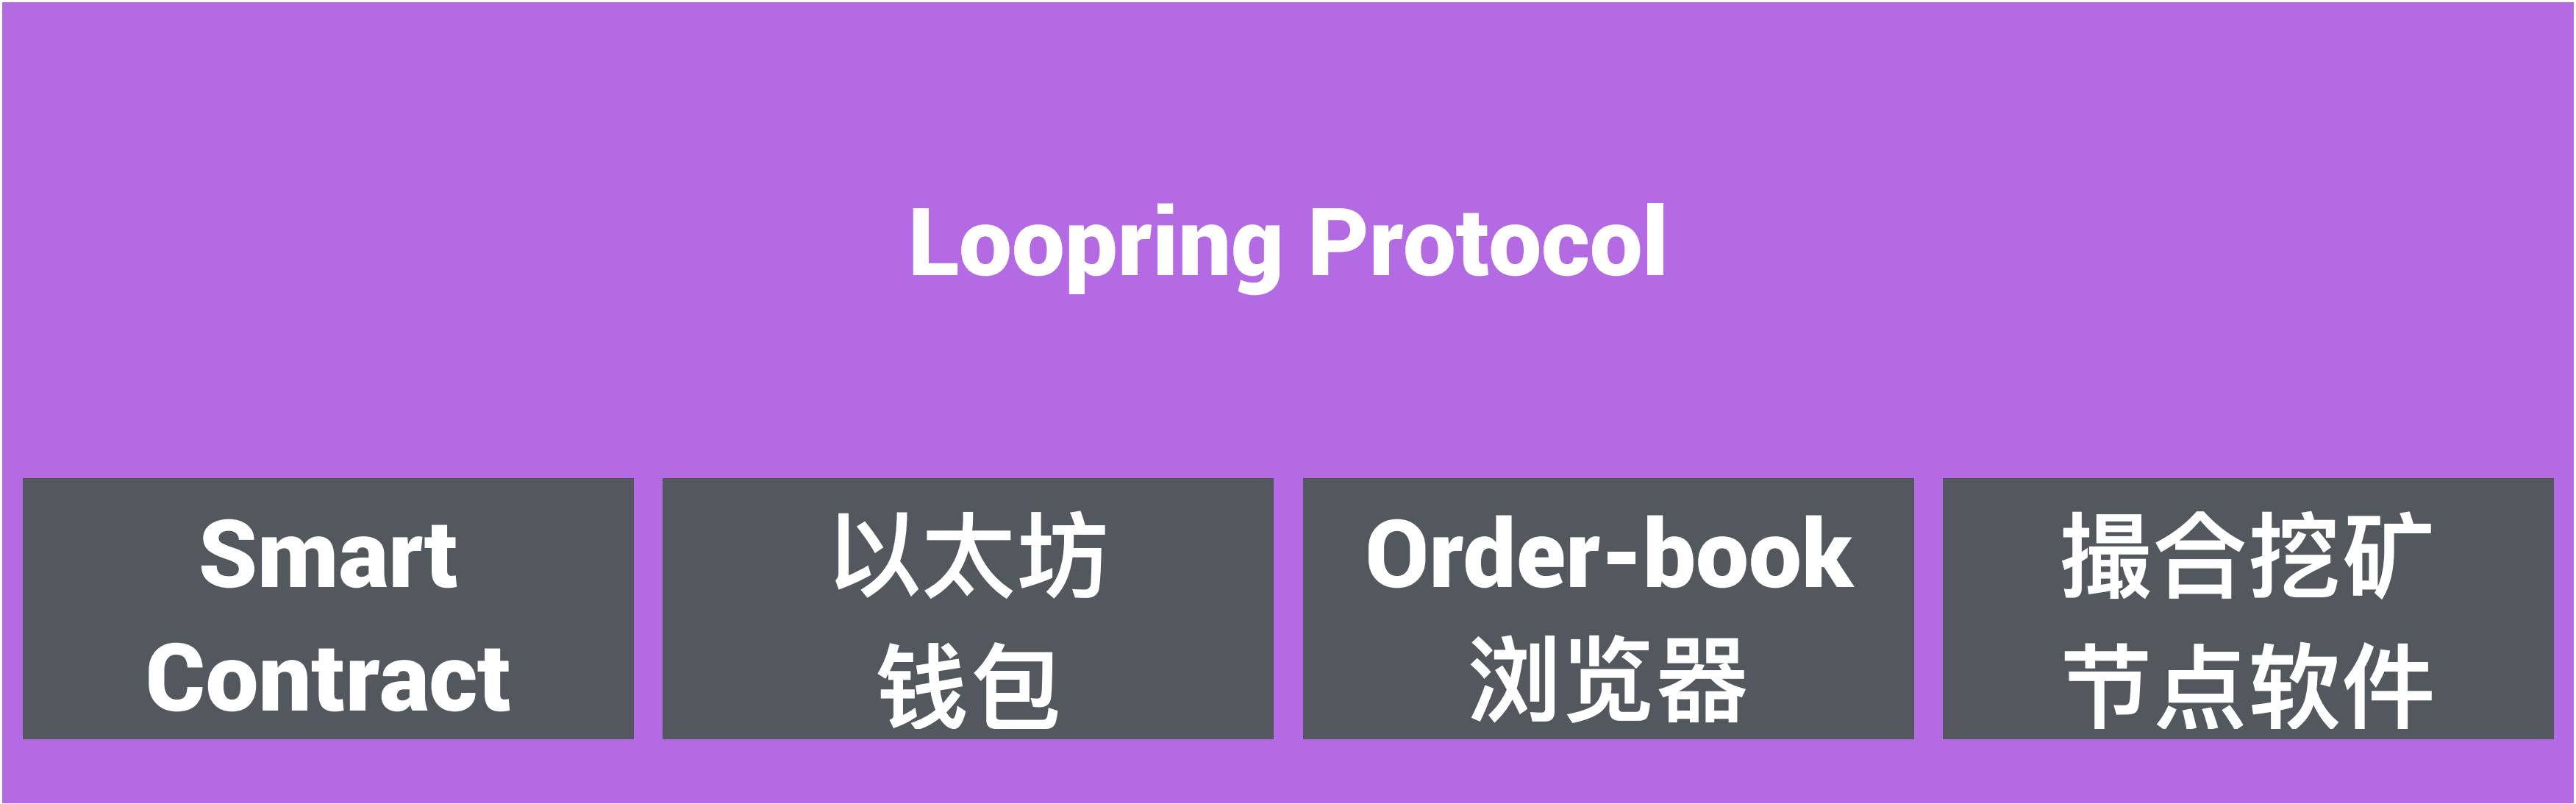 Loopring Protocol
Smart
Contract
以太坊
钱包
Order-book
浏览器
撮合挖矿
节点软件